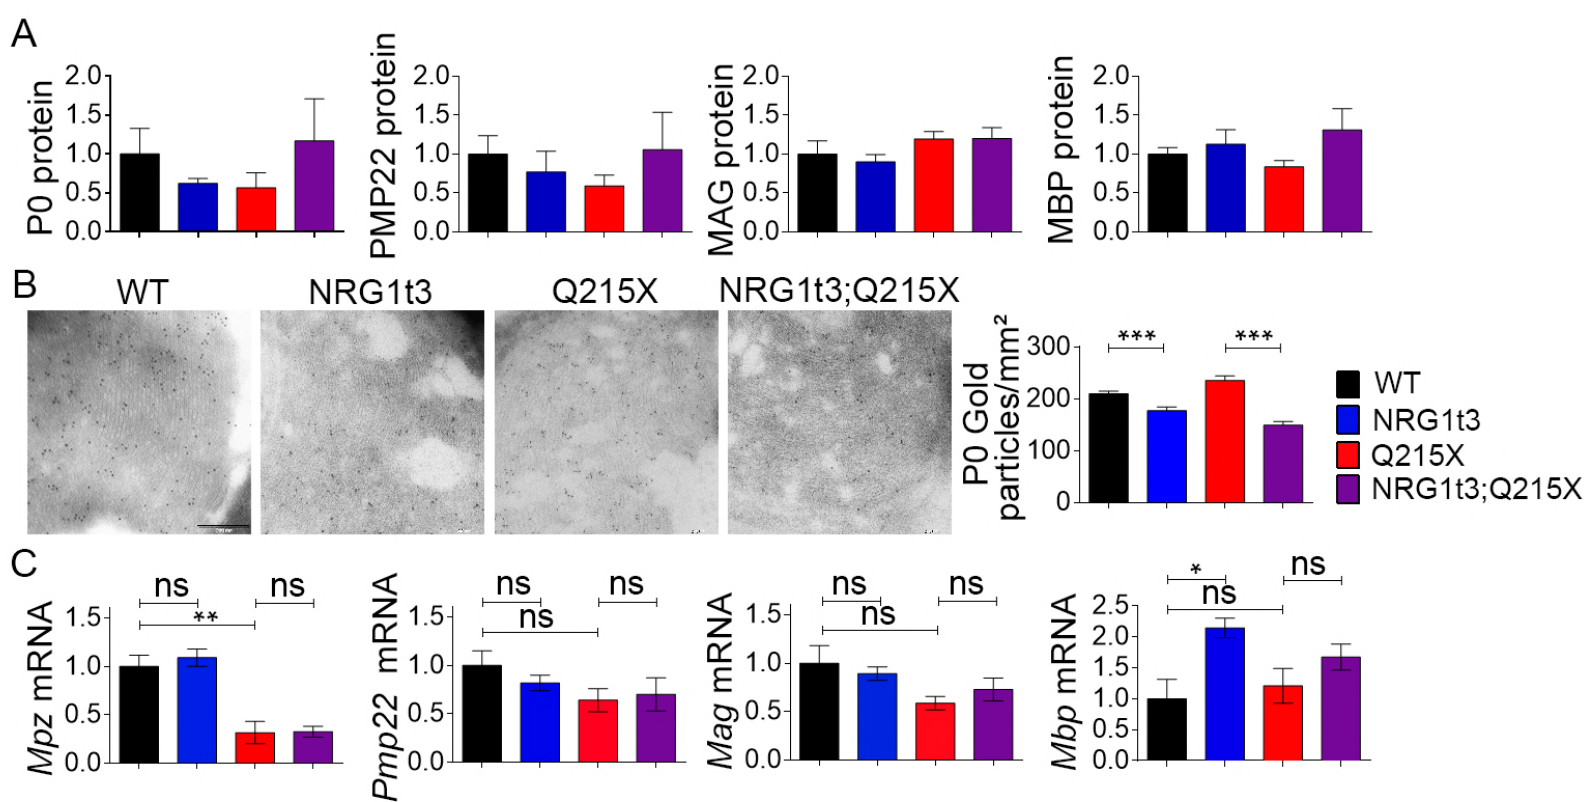 A
P0 protein
2.0
1.5
1.0
0.5
0.0
PMP22 protein
2.0
1.5
1.0
0.5
0.0
MAG protein
2.0
1.5
1.0
0.5
0.0
MBP protein
2.0
1.5
1.0
0.5
0.0
B
WT
NRG1t3
Q215X
NRG1t3;Q215X
P0 Gold
particles/mm²
300
200
100
0
***
***
WT
NRG1t3
Q215X
NRG1t3;Q215X
C
Mpz mRNA
1.5
1.0
0.5
0.0
ns
ns
**
Pmp22 mRNA
1.5
1.0
0.5
0.0
ns
ns
ns
Mag mRNA
1.5
1.0
0.5
0.0
ns
ns
ns
Mbp mRNA
2.5
2.0
1.5
1.0
0.5
0.0
*
ns
ns